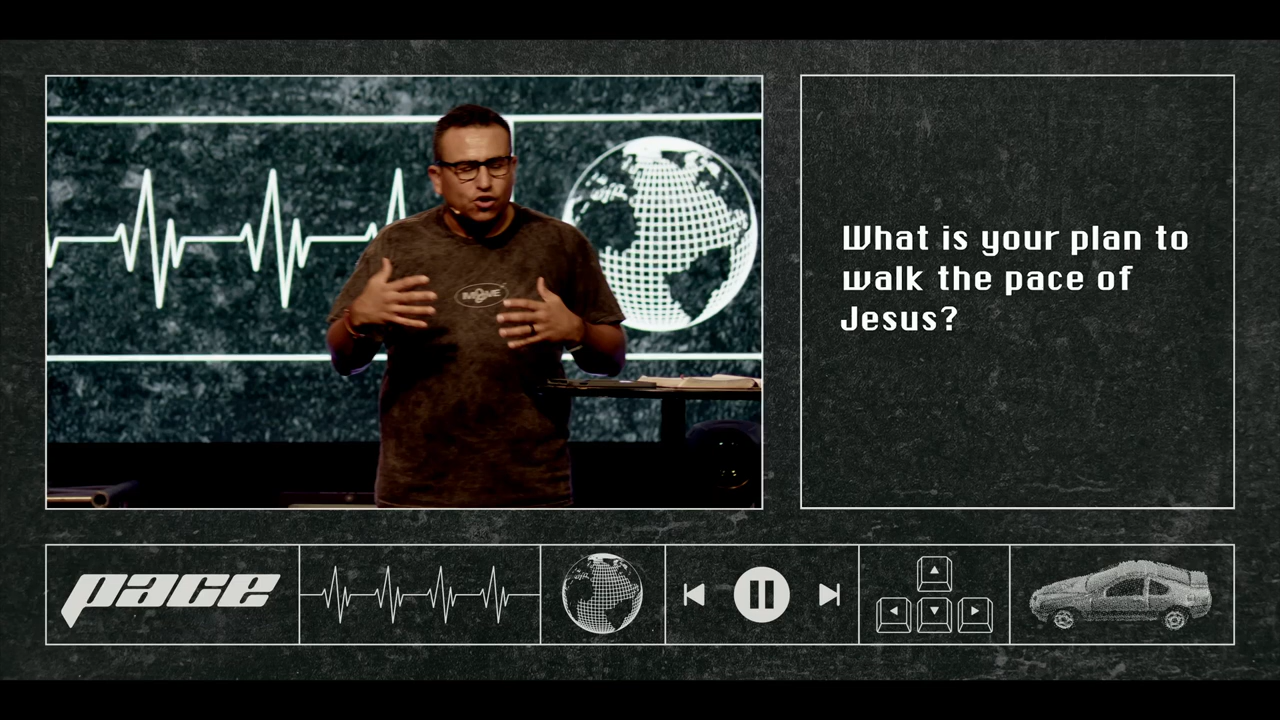 What is your plan to
walk the pace of
Jesus?
pace